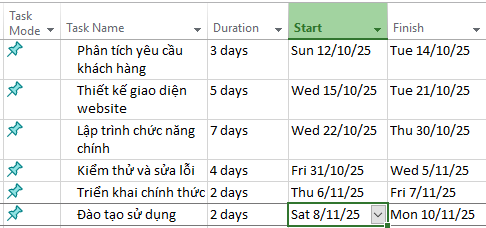 Task Mode Task Name Duration Start Finish
Phân tích yêu cầu khách hàng 3 days Sun 12/10/25 Tue 14/10/25
Thiết kế giao diện website 5 days Wed 15/10/25 Tue 21/10/25
Lập trình chức năng chính 7 days Wed 22/10/25 Thu 30/10/25
Kiểm thử và sửa lỗi 4 days Fri 31/10/25 Wed 5/11/25
Triển khai chính thức 2 days Thu 6/11/25 Fri 7/11/25
Đào tạo sử dụng 2 days Sat 8/11/25 Mon 10/11/25